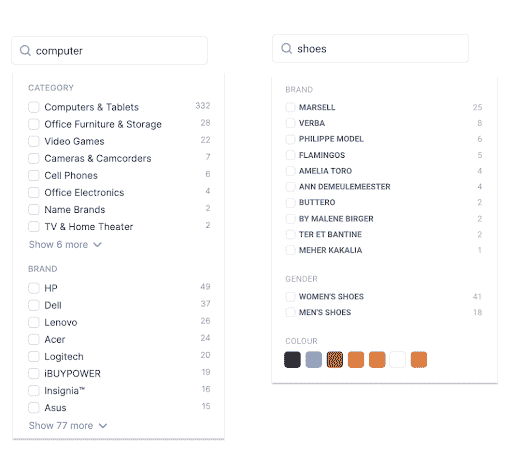 computer
CATEGORY
Computers & Tablets 332
Office Furniture & Storage 28
Video Games 22
Cameras & Camcorders 7
Cell Phones 6
Office Electronics 4
Name Brands 2
TV & Home Theater 2
Show 6 more
BRAND
HP 49
Dell 37
Lenovo 26
Acer 24
Logitech 20
iBUYPOWER 19
Insignia™ 16
Asus 15
Show 77 more
shoes
BRAND
MARSELL 25
VERBA 8
PHILIPPE MODEL 6
FLAMINGOS 5
AMELIA TORO 4
ANN DEMEULEMEESTER 4
BUTTERO 2
BY MALENE BIRGER 2
TER ET BANTINE 2
MEHER KAKALIA 1
GENDER
WOMEN'S SHOES 41
MEN'S SHOES 18
COLOUR